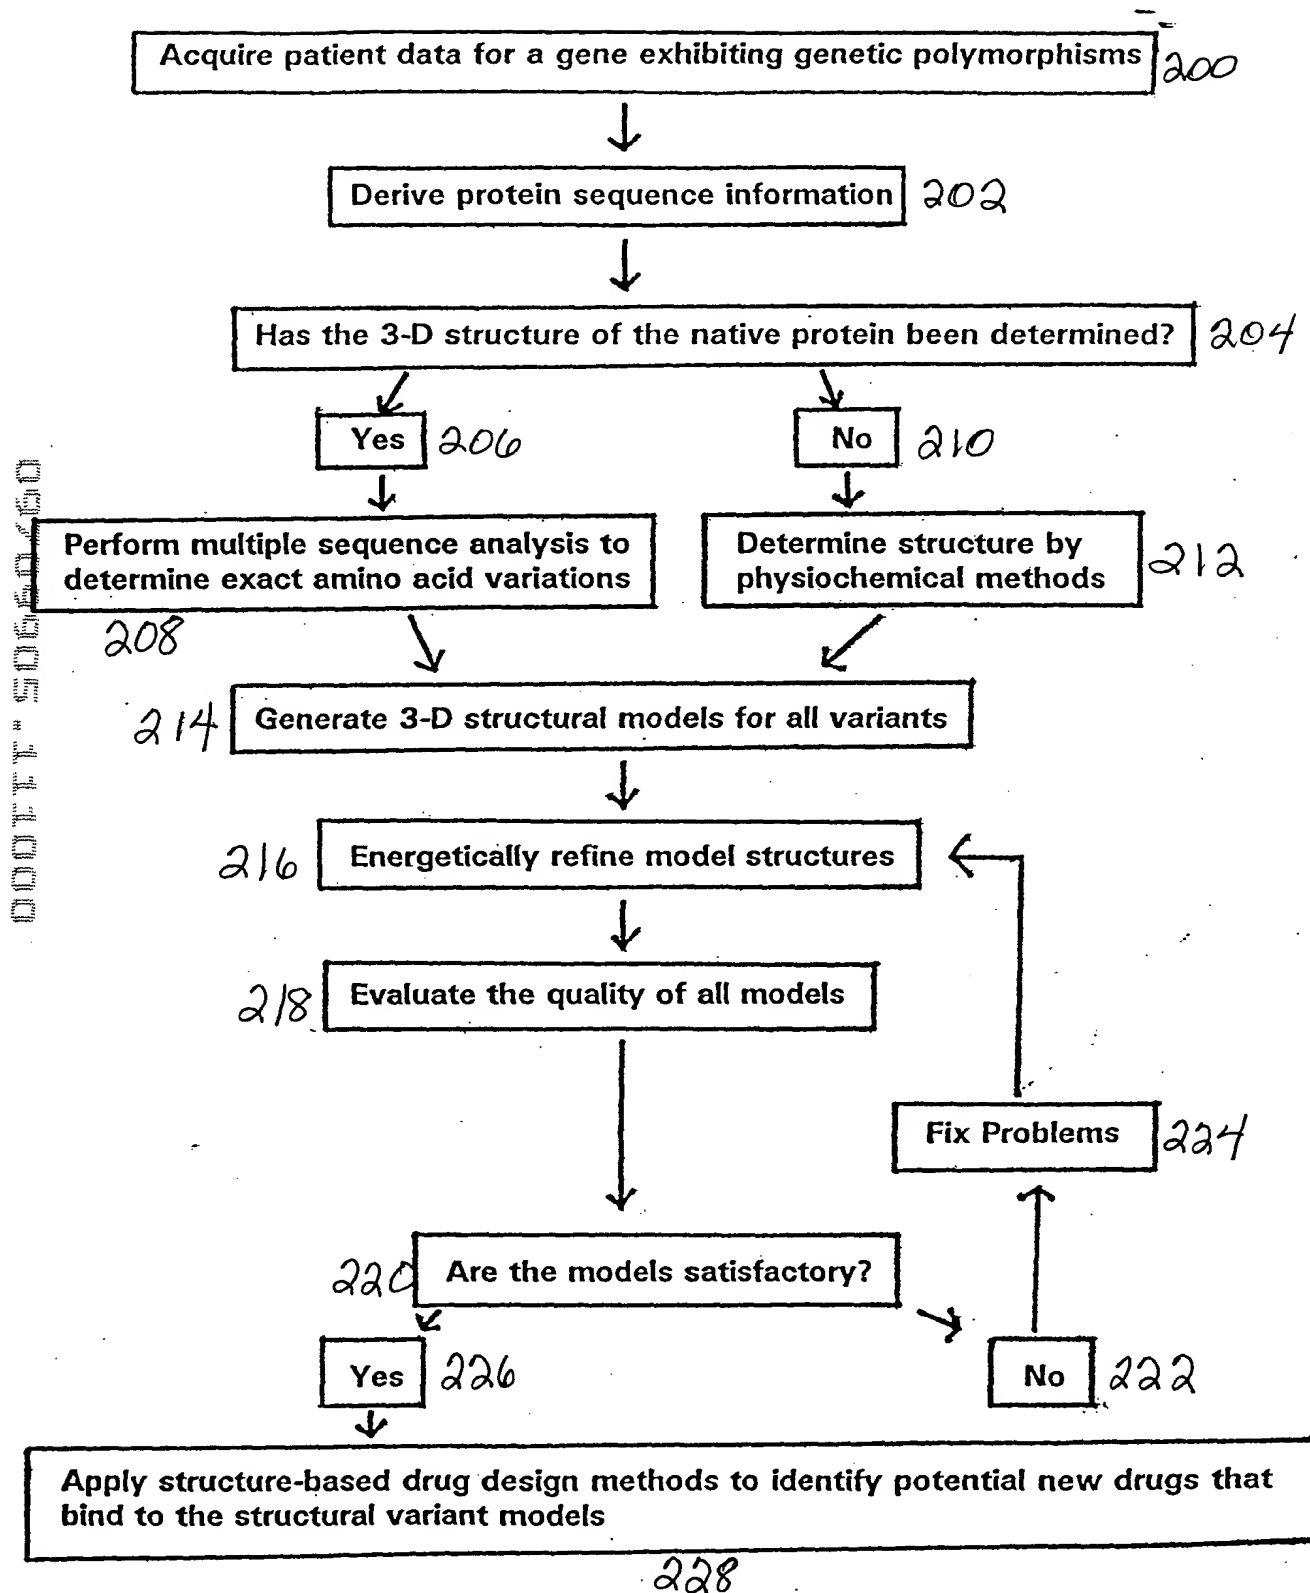 Acquire patient data for a gene exhibiting genetic polymorphisms 200
Derive protein sequence information 202
Has the 3-D structure of the native protein been determined? 204
Yes 206
No 210
Perform multiple sequence analysis to
determine exact amino acid variations
208
Determine structure by
physiochemical methods
212
214 Generate 3-D structural models for all variants
216 Energetically refine model structures
218 Evaluate the quality of all models
Fix Problems 224
220 Are the models satisfactory?
Yes 226
No 222
Apply structure-based drug design methods to identify potential new drugs that
bind to the structural variant models
228